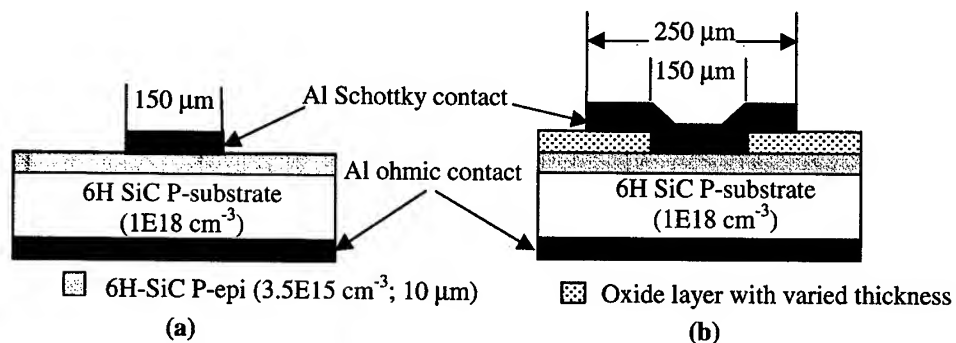 250 µm
150 µm
150 µm
Al Schottky contact
Al ohmic contact
6H SiC P-substrate
(1E18 cm⁻³)
6H SiC P-substrate
(1E18 cm⁻³)
6H-SiC P-epi (3.5E15 cm⁻³; 10 µm)
Oxide layer with varied thickness
(a)
(b)